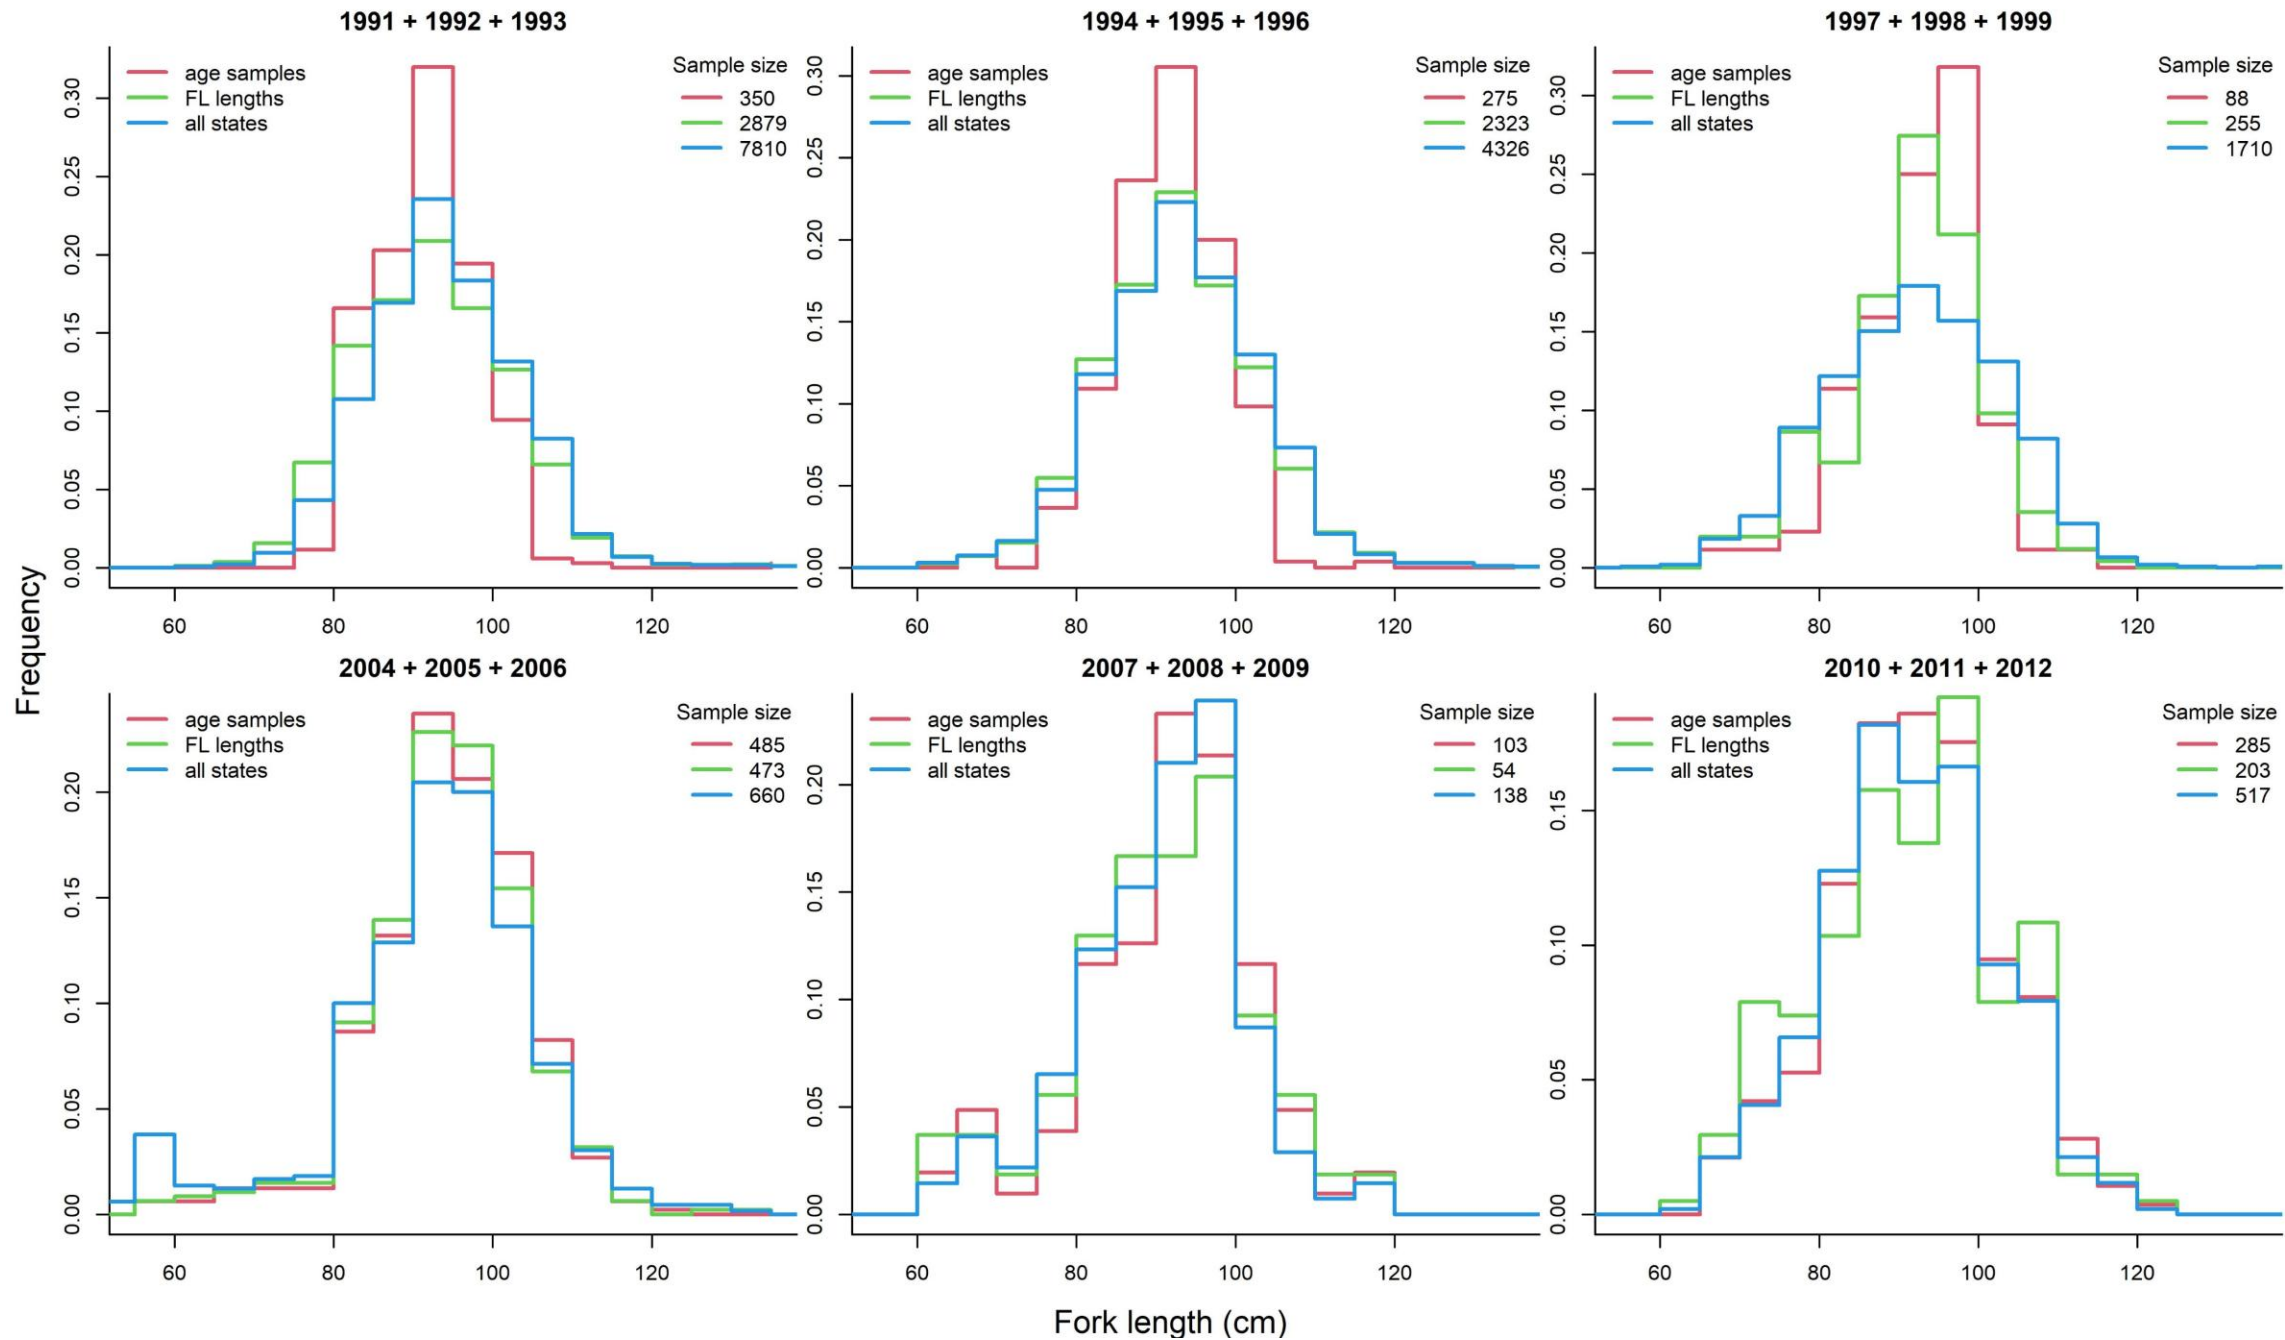 1991 + 1992 + 1993
age samples
FL lengths
all states
Sample size
350
2879
7810
0.00 0.05 0.10 0.15 0.20 0.25 0.30
60 80 100 120
1994 + 1995 + 1996
age samples
FL lengths
all states
Sample size
275
2323
4326
0.00 0.05 0.10 0.15 0.20 0.25 0.30
60 80 100 120
1997 + 1998 + 1999
age samples
FL lengths
all states
Sample size
88
255
1710
0.00 0.05 0.10 0.15 0.20 0.25 0.30
60 80 100 120
Frequency
2004 + 2005 + 2006
age samples
FL lengths
all states
Sample size
485
473
660
0.00 0.05 0.10 0.15 0.20
60 80 100 120
2007 + 2008 + 2009
age samples
FL lengths
all states
Sample size
103
54
138
0.00 0.05 0.10 0.15 0.20
60 80 100 120
2010 + 2011 + 2012
age samples
FL lengths
all states
Sample size
285
203
517
0.00 0.05 0.10 0.15
60 80 100 120
Fork length (cm)